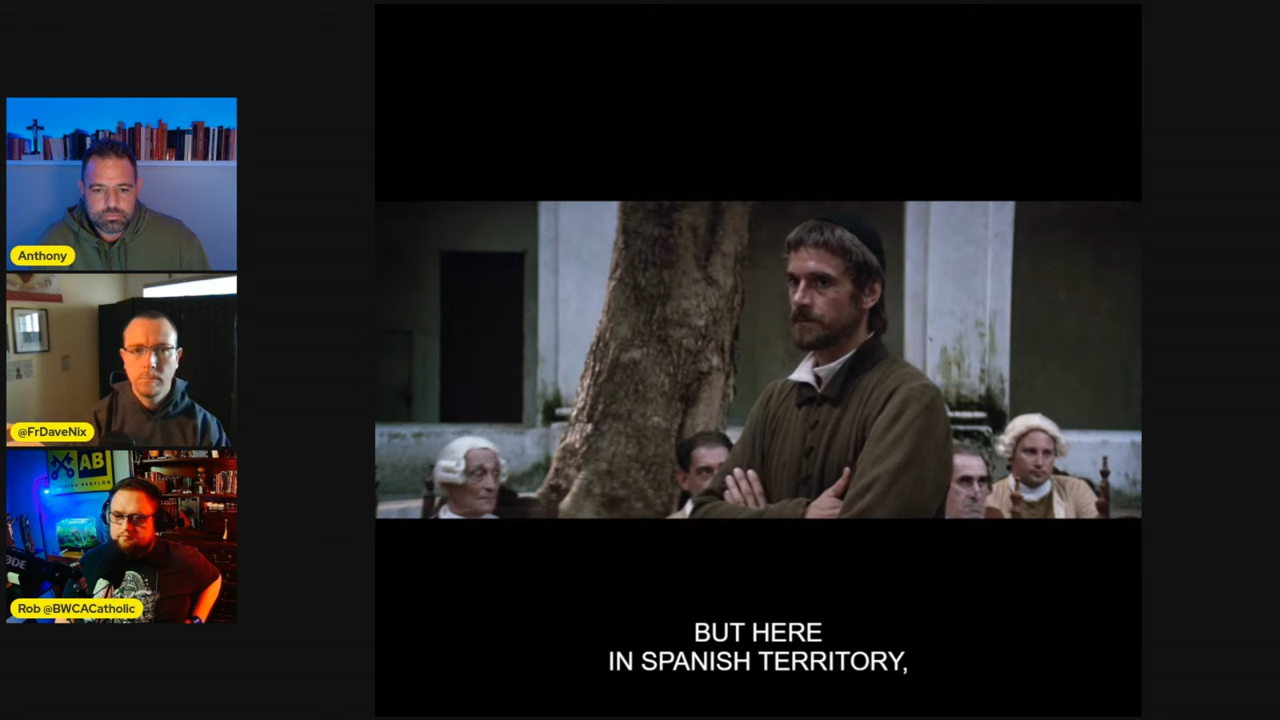 Anthony
@FrDaveNix
AB
Rob @BWCACatholic
BUT HERE
IN SPANISH TERRITORY,